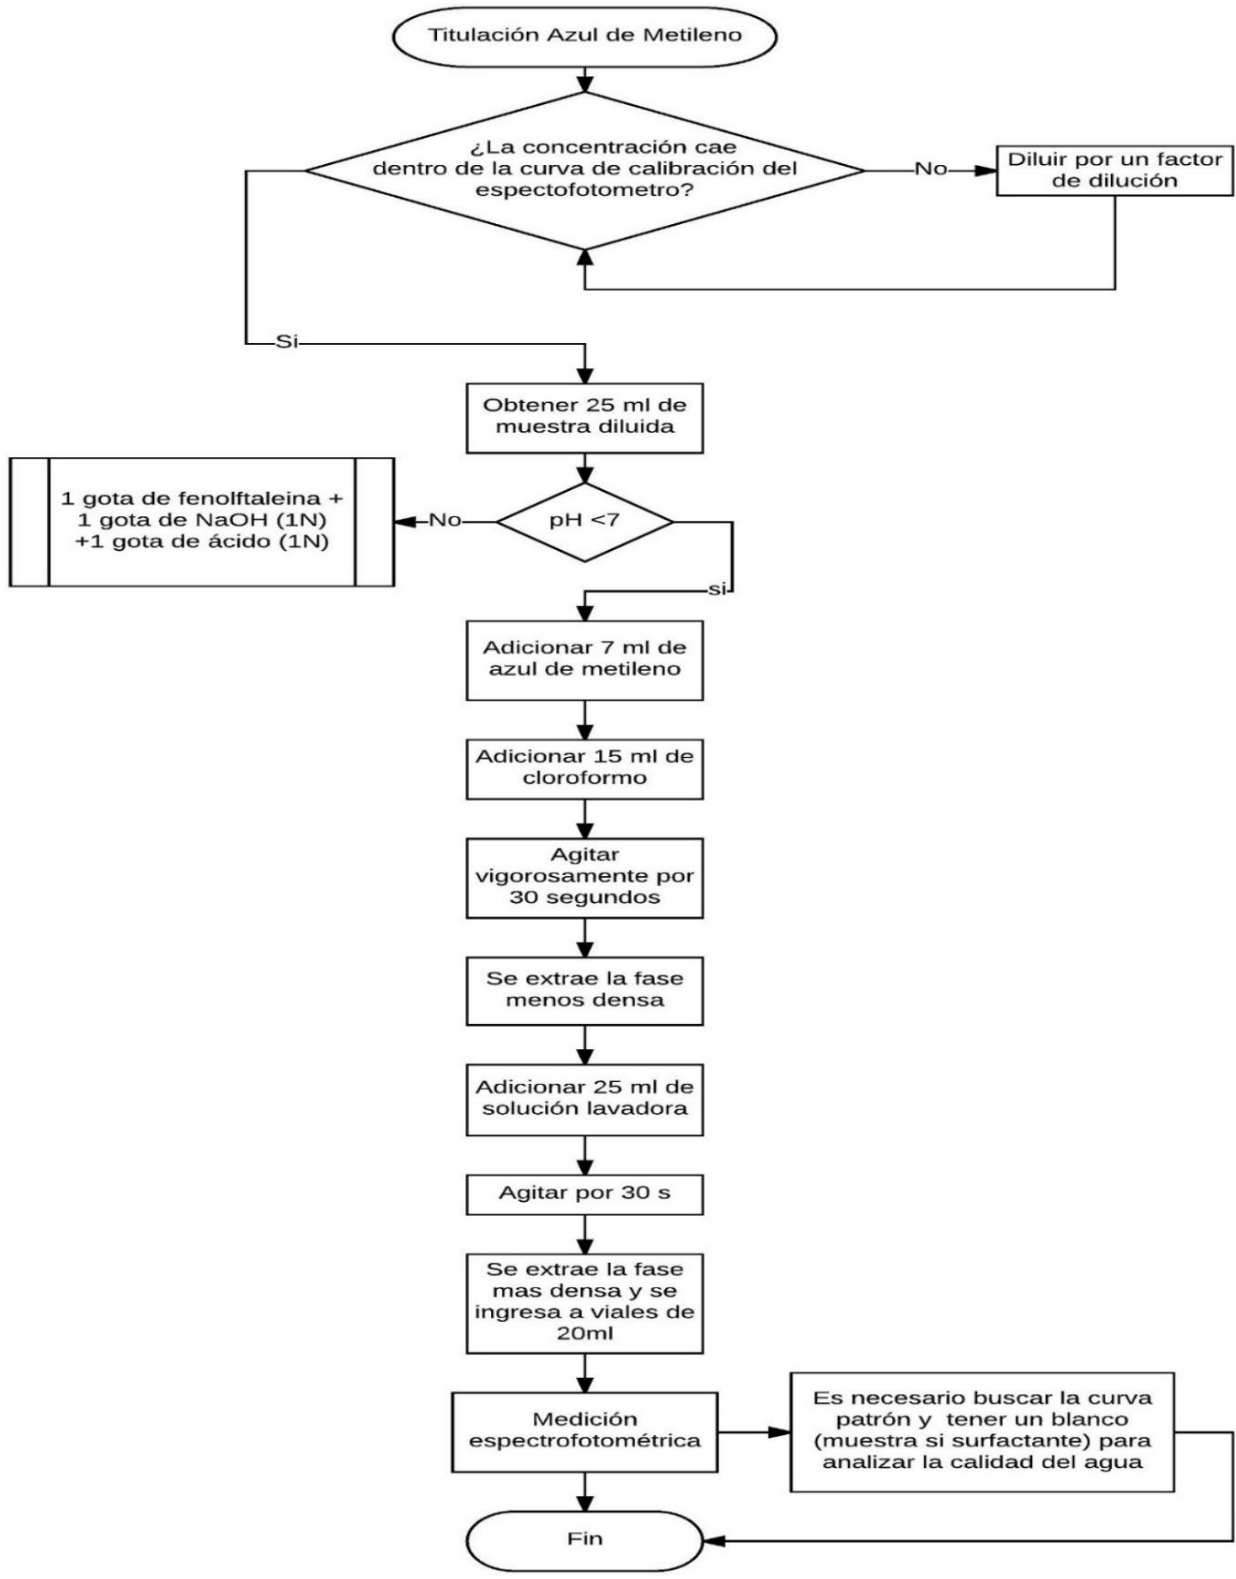 Titulación Azul de Metileno
¿La concentración cae
dentro de la curva de calibración del
espectofotometro?
No
Diluir por un factor
de dilución
Si
Obtener 25 ml de
muestra diluida
pH <7
No
1 gota de fenolftaleina +
1 gota de NaOH (1N)
+1 gota de ácido (1N)
si
Adicionar 7 ml de
azul de metileno
Adicionar 15 ml de
cloroformo
Agitar
vigorosamente por
30 segundos
Se extrae la fase
menos densa
Adicionar 25 ml de
solución lavadora
Agitar por 30 s
Se extrae la fase
mas densa y se
ingresa a viales de
20ml
Medición
espectrofotométrica
Es necesario buscar la curva
patrón y tener un blanco
(muestra si surfactante) para
analizar la calidad del agua
Fin